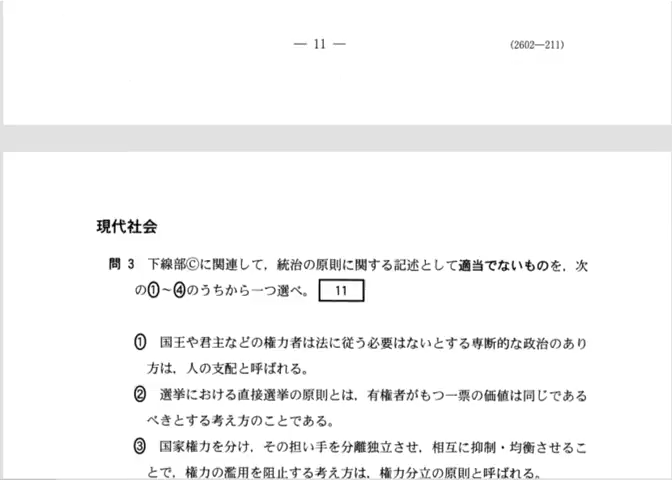 — 11 —
(2602—211)
現代社会
問 3 下線部Ⓒに関連して，統治の原則に関する記述として適当でないものを，次
の①～④のうちから一つ選べ。 11
① 国王や君主などの権力者は法に従う必要はないとする専断的な政治のあり
方は，人の支配と呼ばれる。
② 選挙における直接選挙の原則とは，有権者がもつ一票の価値は同じである
べきとする考え方のことである。
③ 国家権力を分け，その担い手を分離独立させ，相互に抑制・均衡させるこ
とで，権力の濫用を阻止する考え方は，権力分立の原則と呼ばれる。